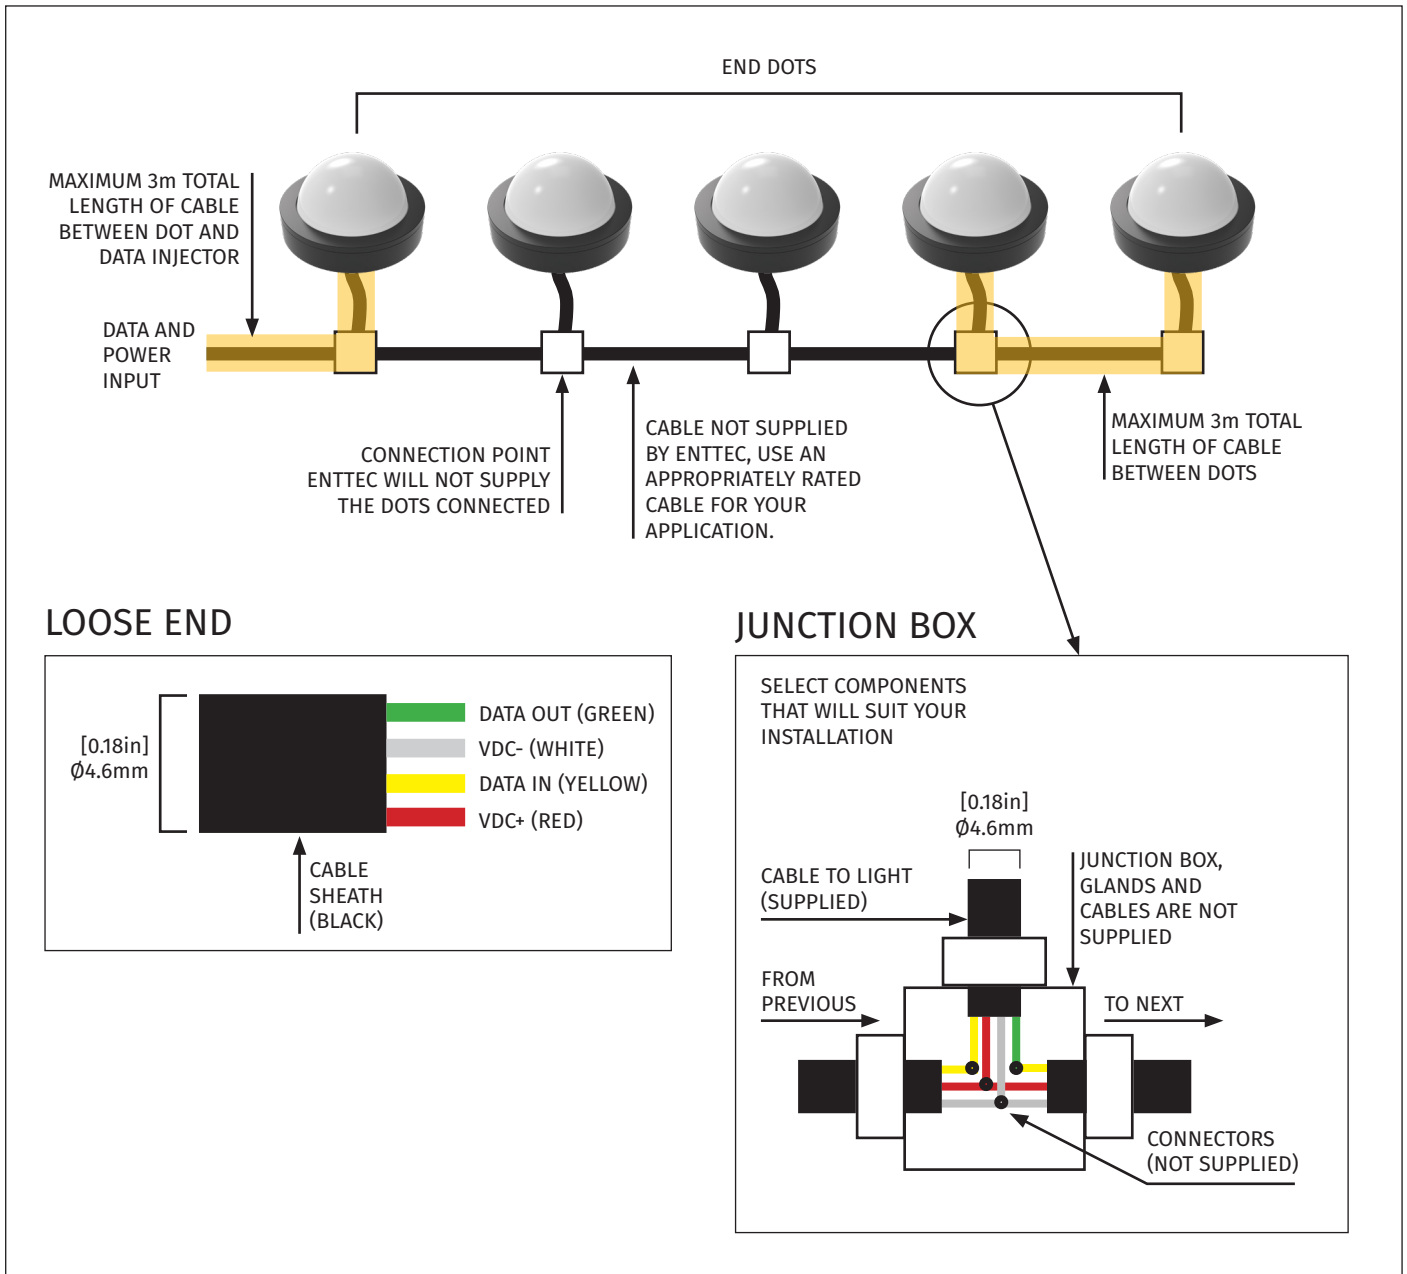 END DOTS
MAXIMUM 3m TOTAL
LENGTH OF CABLE
BETWEEN DOT AND
DATA INJECTOR
DATA AND
POWER
INPUT
CONNECTION POINT
ENTTEC WILL NOT SUPPLY
THE DOTS CONNECTED
CABLE NOT SUPPLIED
BY ENTTEC, USE AN
APPROPRIATELY RATED
CABLE FOR YOUR
APPLICATION.
MAXIMUM 3m TOTAL
LENGTH OF CABLE
BETWEEN DOTS
LOOSE END
[0.18in]
Ø4.6mm
DATA OUT (GREEN)
VDC- (WHITE)
DATA IN (YELLOW)
VDC+ (RED)
CABLE
SHEATH
(BLACK)
JUNCTION BOX
SELECT COMPONENTS
THAT WILL SUIT YOUR
INSTALLATION
[0.18in]
Ø4.6mm
CABLE TO LIGHT
(SUPPLIED)
JUNCTION BOX,
GLANDS AND
CABLES ARE NOT
SUPPLIED
FROM
PREVIOUS
TO NEXT
CONNECTORS
(NOT SUPPLIED)